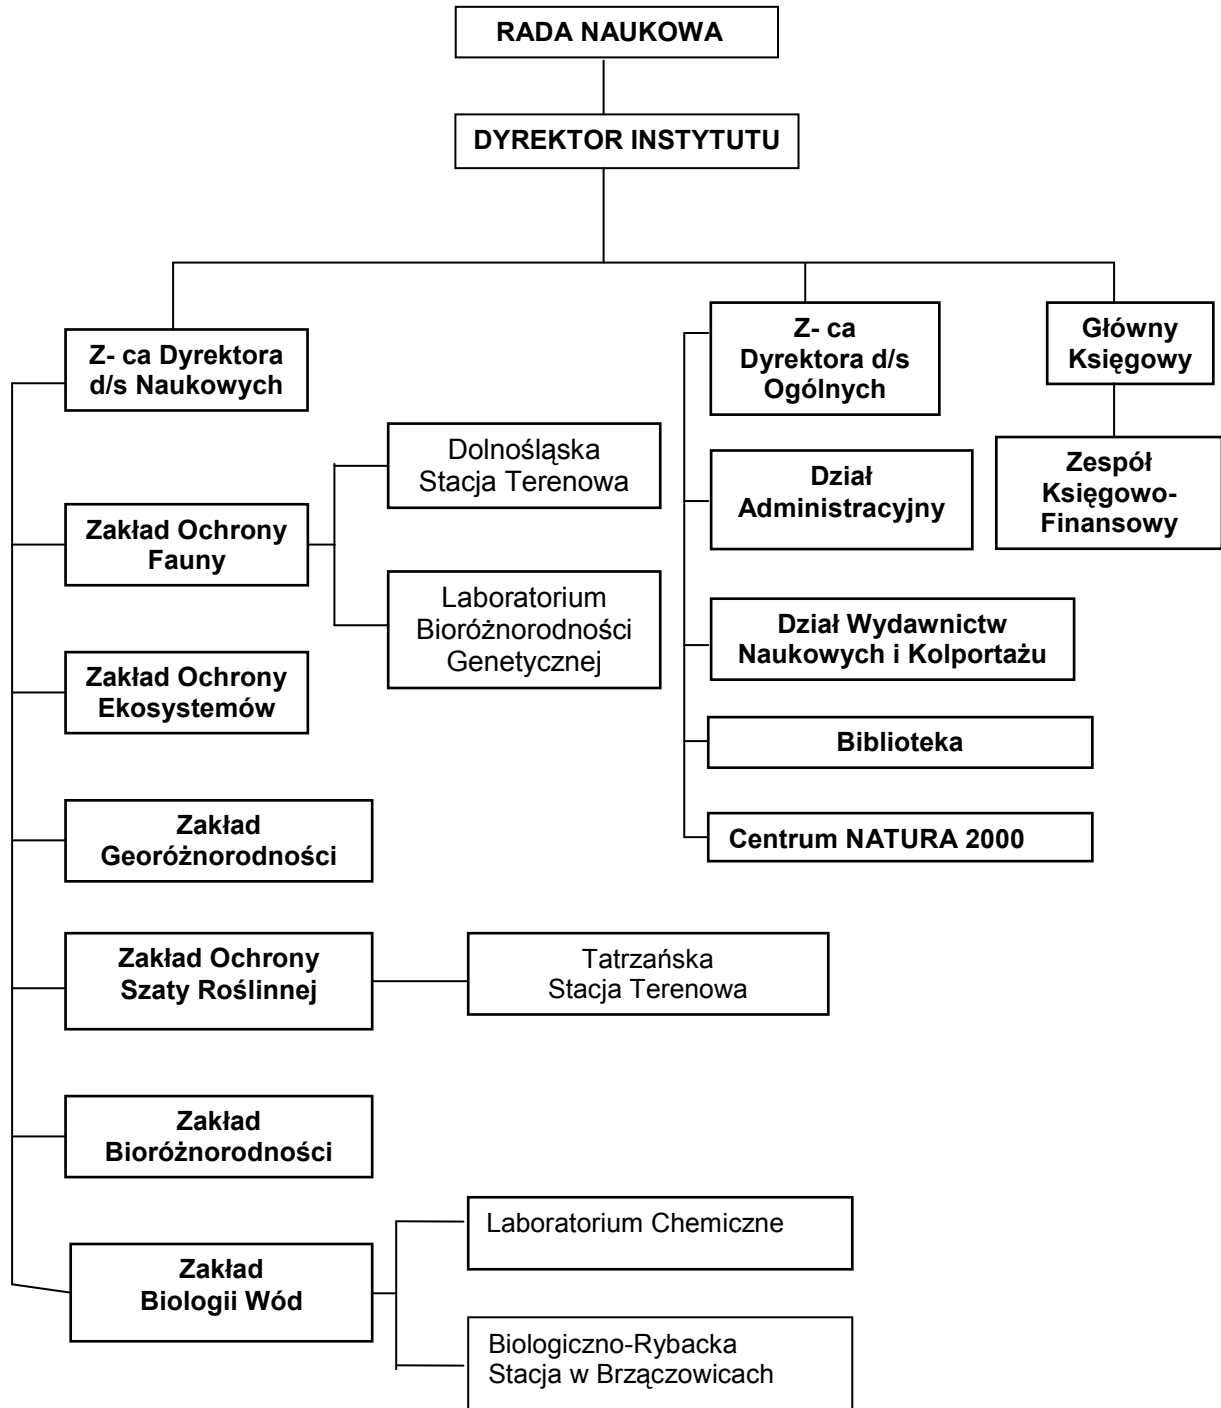 RADA NAUKOWA
DYREKTOR INSTYTUTU
Z- ca Dyrektora
d/s Naukowych
Z- ca
Dyrektora d/s
Ogólnych
Główny
Księgowy
Zespół
Księgowo-
Finansowy
Dział
Administracyjny
Dział Wydawnictw
Naukowych i Kolportażu
Biblioteka
Centrum NATURA 2000
Zakład Ochrony
Fauny
Dolnośląska
Stacja Terenowa
Laboratorium
Bioróżnorodności
Genetycznej
Zakład Ochrony
Ekosystemów
Zakład
Georóżnorodności
Zakład Ochrony
Szaty Roślinnej
Tatrzańska
Stacja Terenowa
Zakład
Bioróżnorodności
Zakład
Biologii Wód
Laboratorium Chemiczne
Biologiczno-Rybacka
Stacja w Brzączowicach